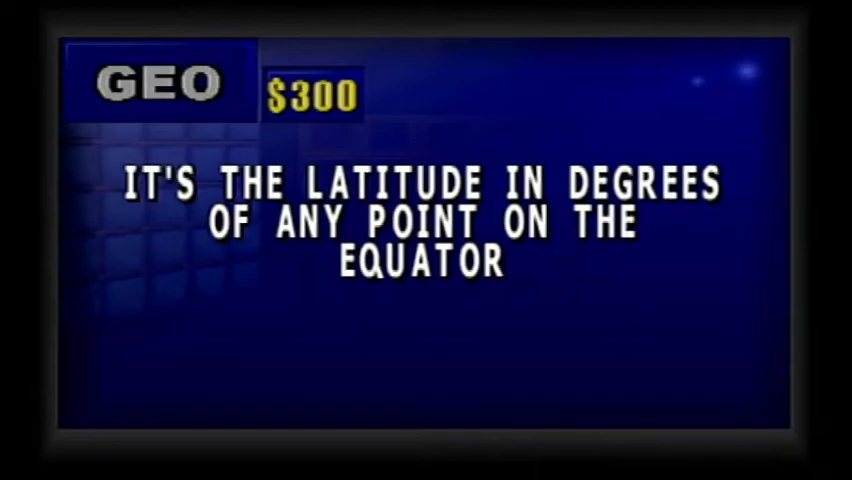 GEO
$300
IT'S THE LATITUDE IN DEGREES
OF ANY POINT ON THE
EQUATOR